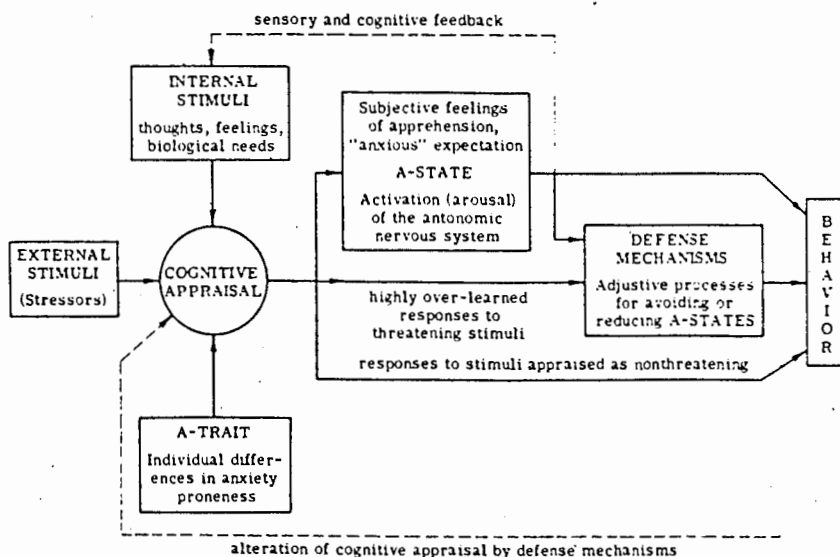 sensory and cognitive feedback
INTERNAL
STIMULI
thoughts, feelings,
biological needs
Subjective feelings
of apprehension,
"anxious" expectation
A-STATE
Activation (arousal)
of the antonomic
nervous system
EXTERNAL
STIMULI
(Stressors)
COGNITIVE
APPRAISAL
DEFENSE
MECHANISMS
Adjustive processes
for avoiding or
reducing A-STATES
BEHAVIOR
highly over-learned
responses to
threatening stimuli
responses to stimuli appraised as nonthreatening
A-TRAIT
Individual differ-
ences in anxiety
proneness
alteration of cognitive appraisal by defense mechanisms